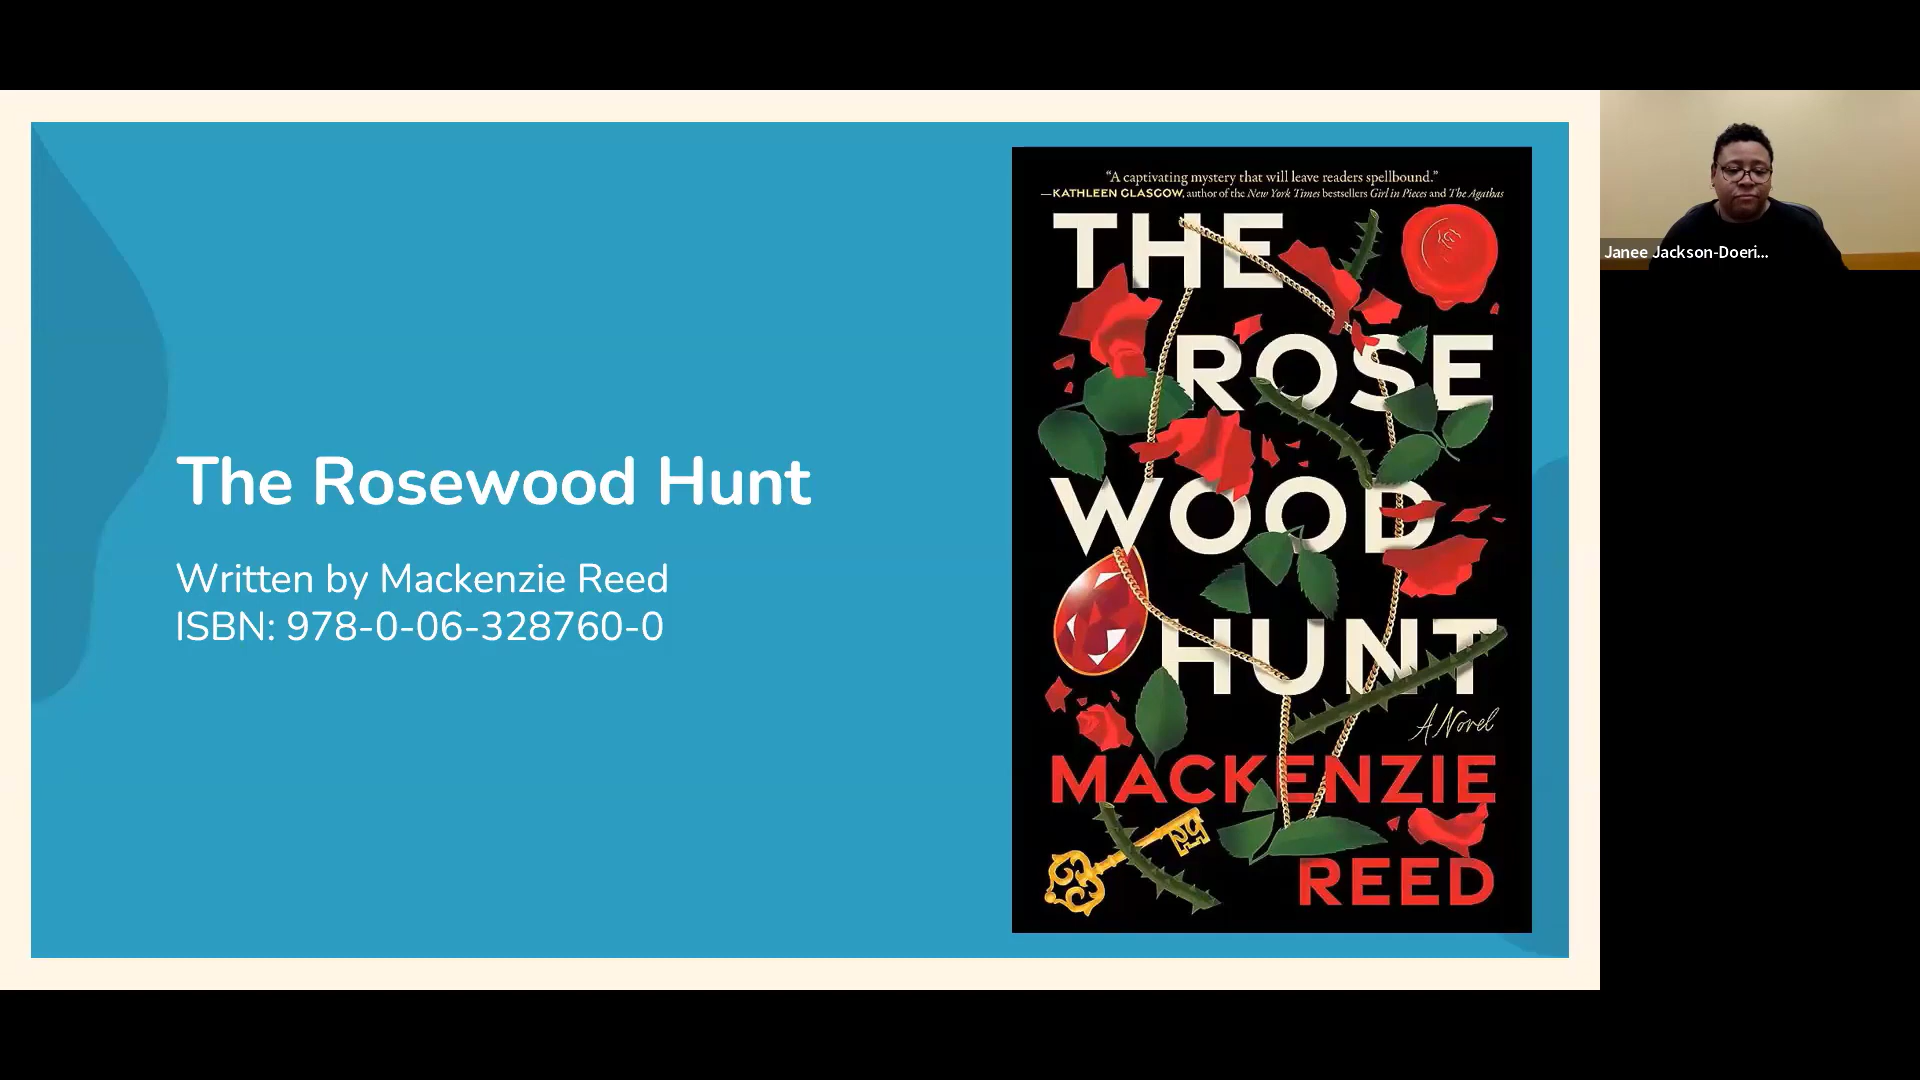 The Rosewood Hunt
Written by Mackenzie Reed
ISBN: 978-0-06-328760-0
“A captivating mystery that will leave readers spellbound.”
—KATHLEEN GLASGOW, author of the New York Times bestsellers Girl in Pieces and The Agathas
THE
ROSE
WOOD
HUNT
A Novel
MACKENZIE
REED
Janee Jackson-Doeri...